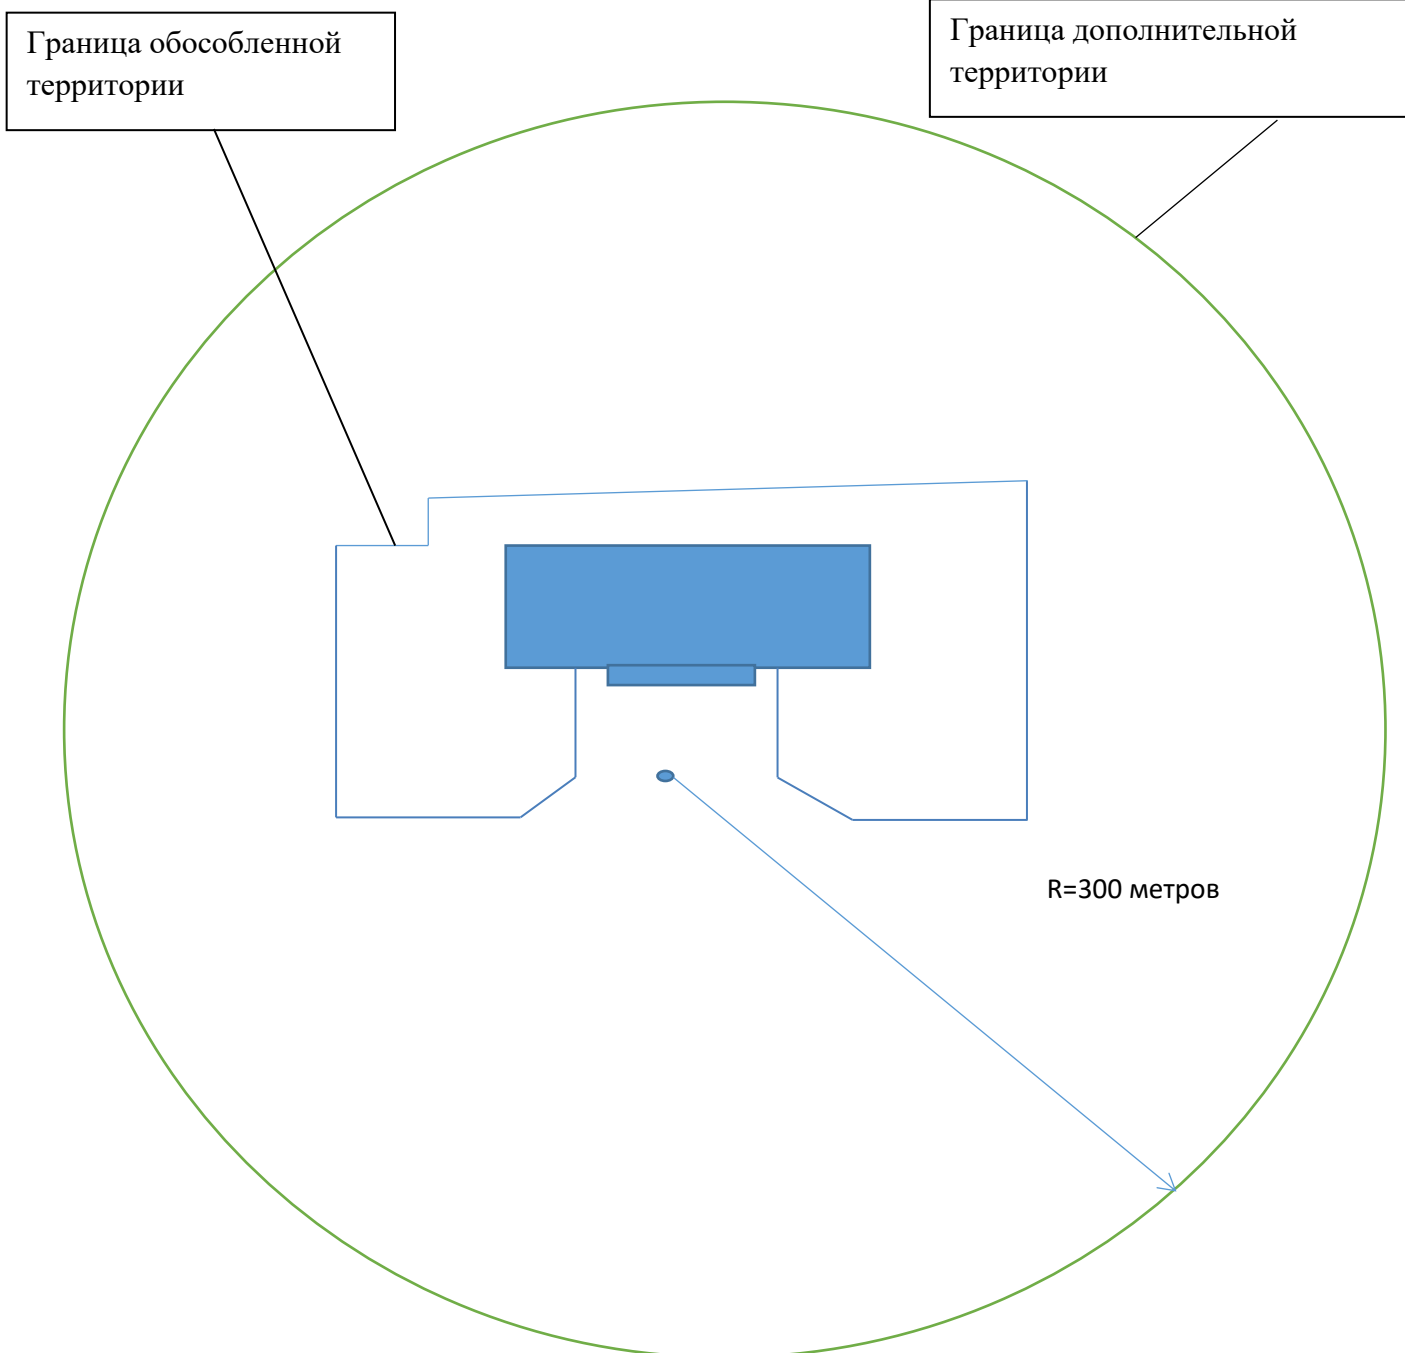 Граница обособленной
территории
Граница дополнительной
территории
R=300 метров